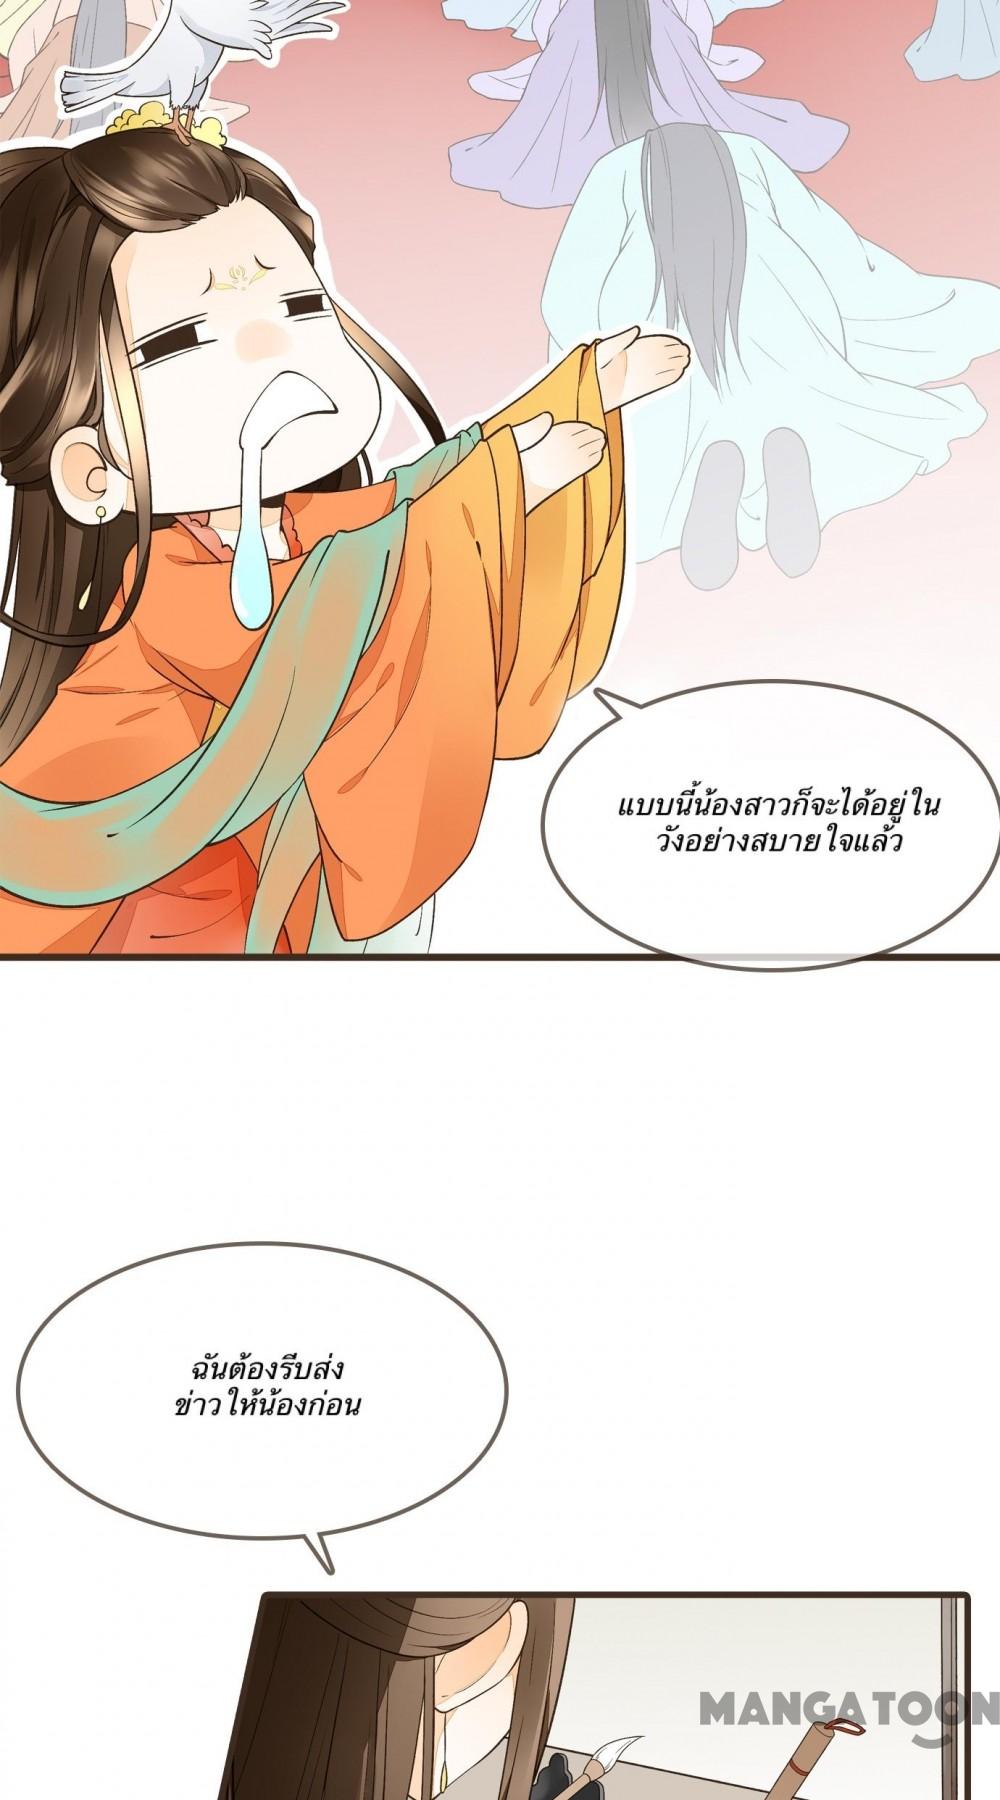 แบบนี้น้องสาวก็จะได้อยู่ใน
วังอย่างสบายใจแล้ว
ฉันต้องรีบส่ง
ข่าวให้น้องก่อน
MANGATOON